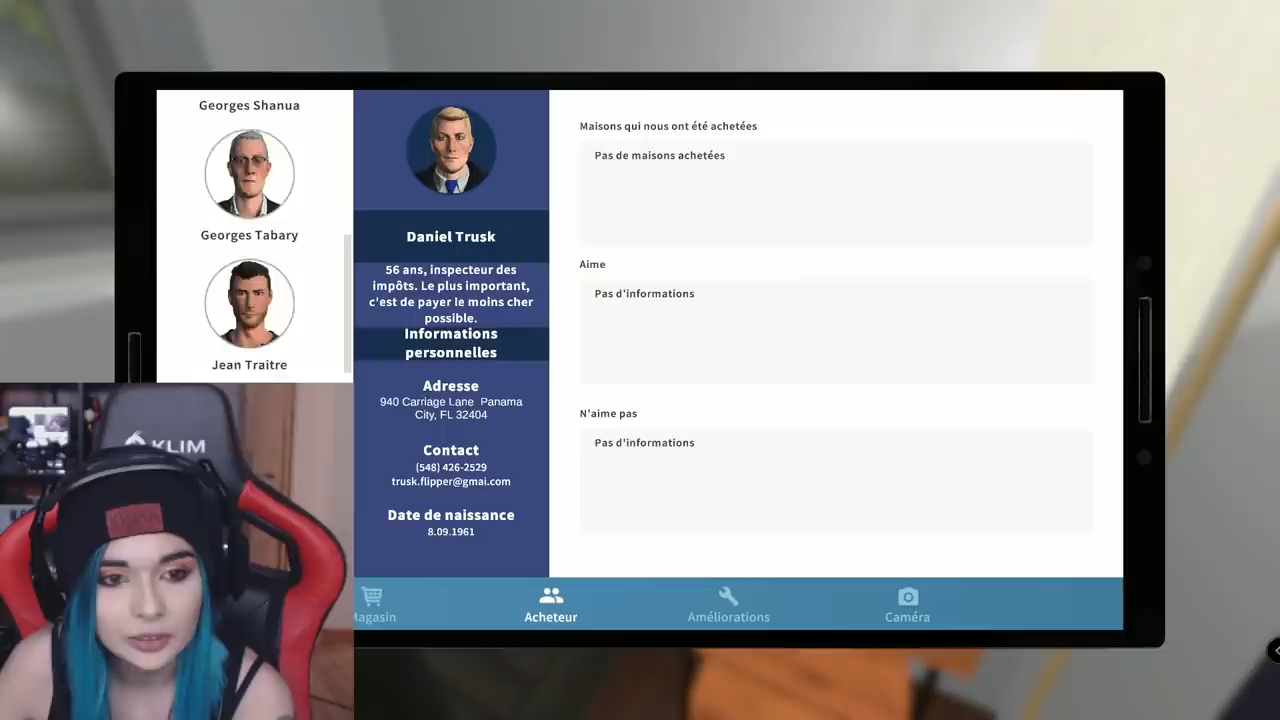 Georges Shanua
Georges Tabary
Jean Traitre
Daniel Trusk
56 ans, inspecteur des
impôts. Le plus important,
c'est de payer le moins cher
possible.
Informations
personnelles
Adresse
940 Carriage Lane Panama
City, FL 32404
Contact
(548) 426-2529
trusk.flipper@gmai.com
Date de naissance
8.09.1961
Maisons qui nous ont été achetées
Pas de maisons achetées
Aime
Pas d'informations
N'aime pas
Pas d'informations
Magasin
Acheteur
Améliorations
Caméra
KLIM